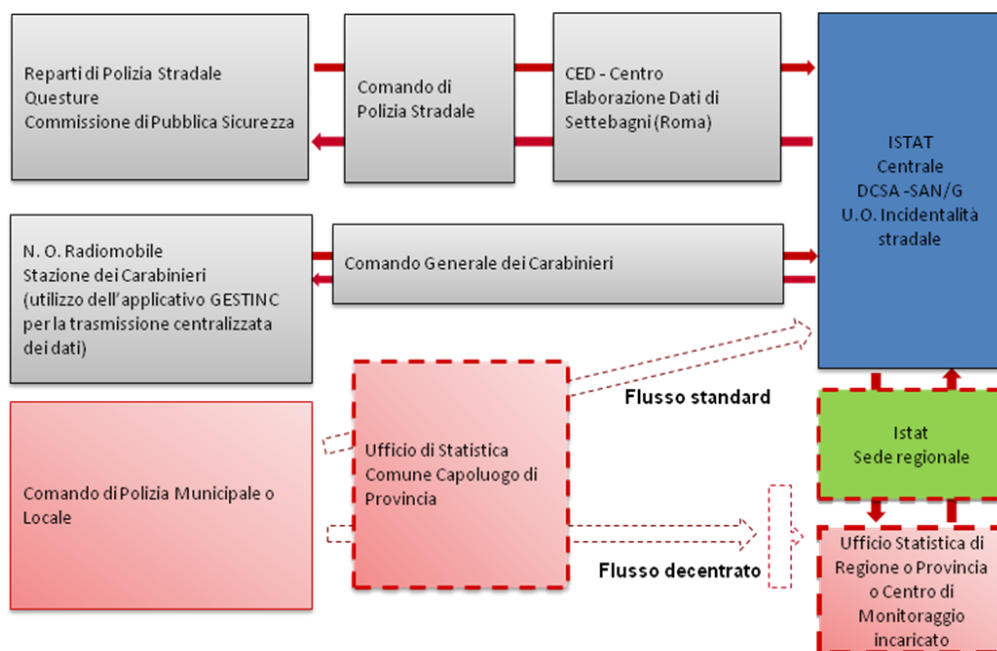 Reparti di Polizia Stradale
Questure
Commissione di Pubblica Sicurezza
Comando di
Polizia Stradale
CED - Centro
Elaborazione Dati di
Settebagni (Roma)
ISTAT
Centrale
DCSA -SAN/G
U.O. Incidentalità
stradale
N. O. Radiomobile
Stazione dei Carabinieri
(utilizzo dell'applicativo GESTINC
per la trasmissione centralizzata
dei dati)
Comando Generale dei Carabinieri
Flusso standard
Istat
Sede regionale
Comando di Polizia Municipale o
Locale
Ufficio di Statistica
Comune Capoluogo di
Provincia
Flusso decentrato
Ufficio Statistica di
Regione o Provincia
o Centro di
Monitoraggio
incaricato